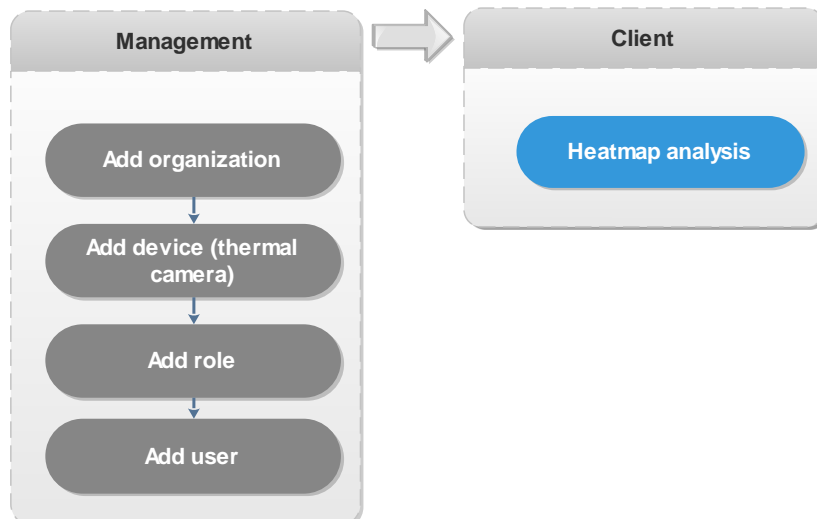 Management
Add organization
Add device (thermal
camera)
Add role
Add user
Client
Heatmap analysis